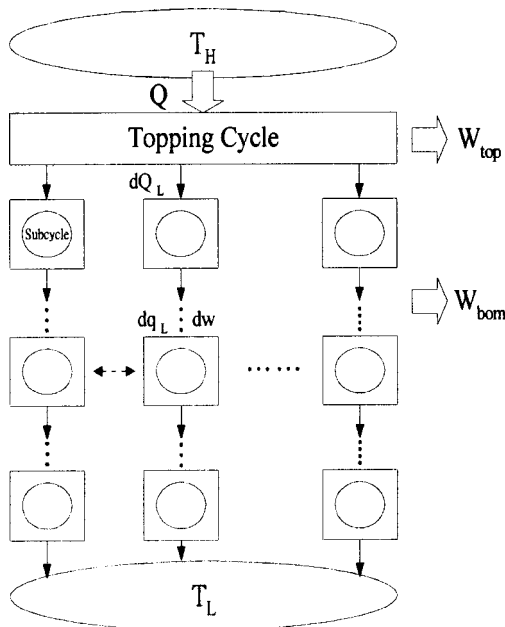 T_H
Q
Topping Cycle
W_top
dQ_L
Subcycle
W_bom
dq_L dw
T_L